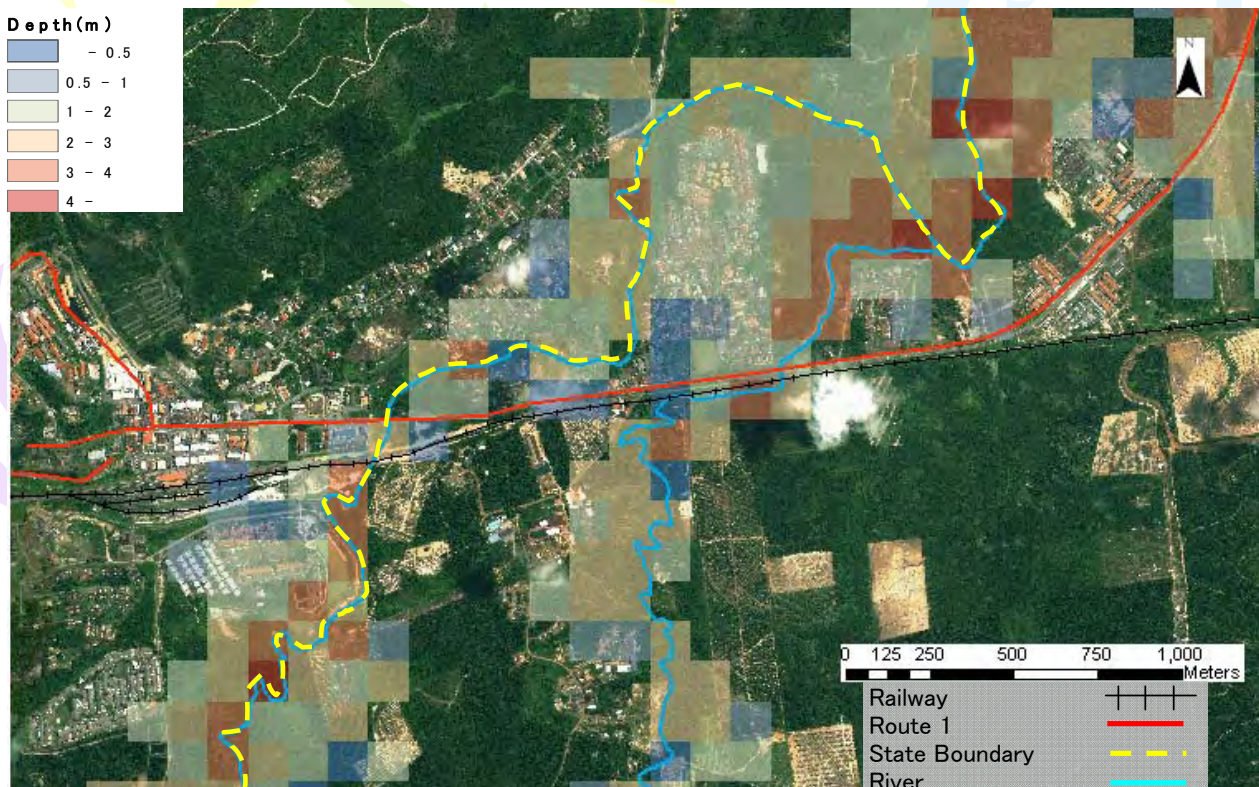 Depth(m)
- 0.5
0.5 - 1
1 - 2
2 - 3
3 - 4
4 -
N
0 125 250 500 750 1,000
Meters
Railway
Route 1
State Boundary
River